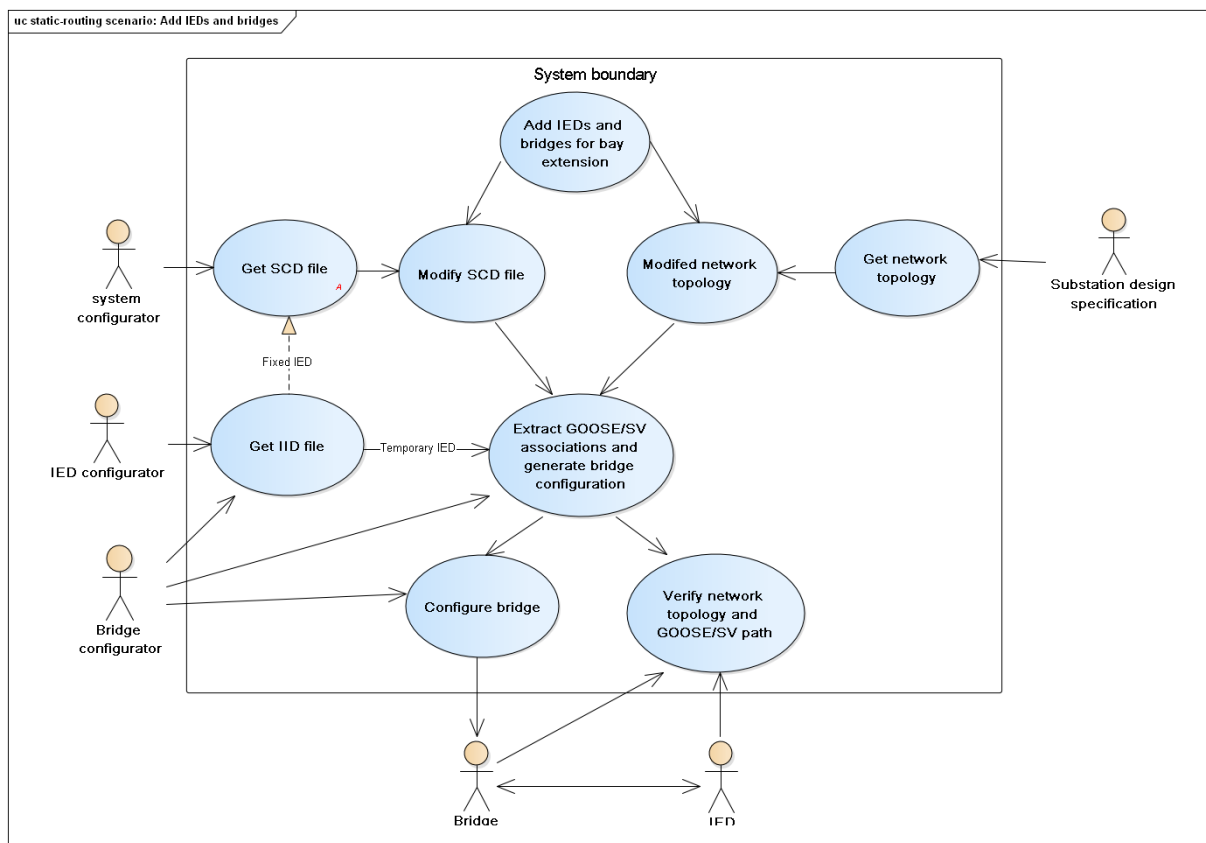 uc static-routing scenario: Add IEDs and bridges
System boundary
Add IEDs and
bridges for bay
extension
Get SCD file
A
Modify SCD file
Modifed network
topology
Get network
topology
system
configurator
Substation design
specification
Fixed IED
Get IID file
Temporary IED
Extract GOOSE/SV
associations and
generate bridge
configuration
IED configurator
Configure bridge
Verify network
topology and
GOOSE/SV path
Bridge
configurator
Bridge
IED